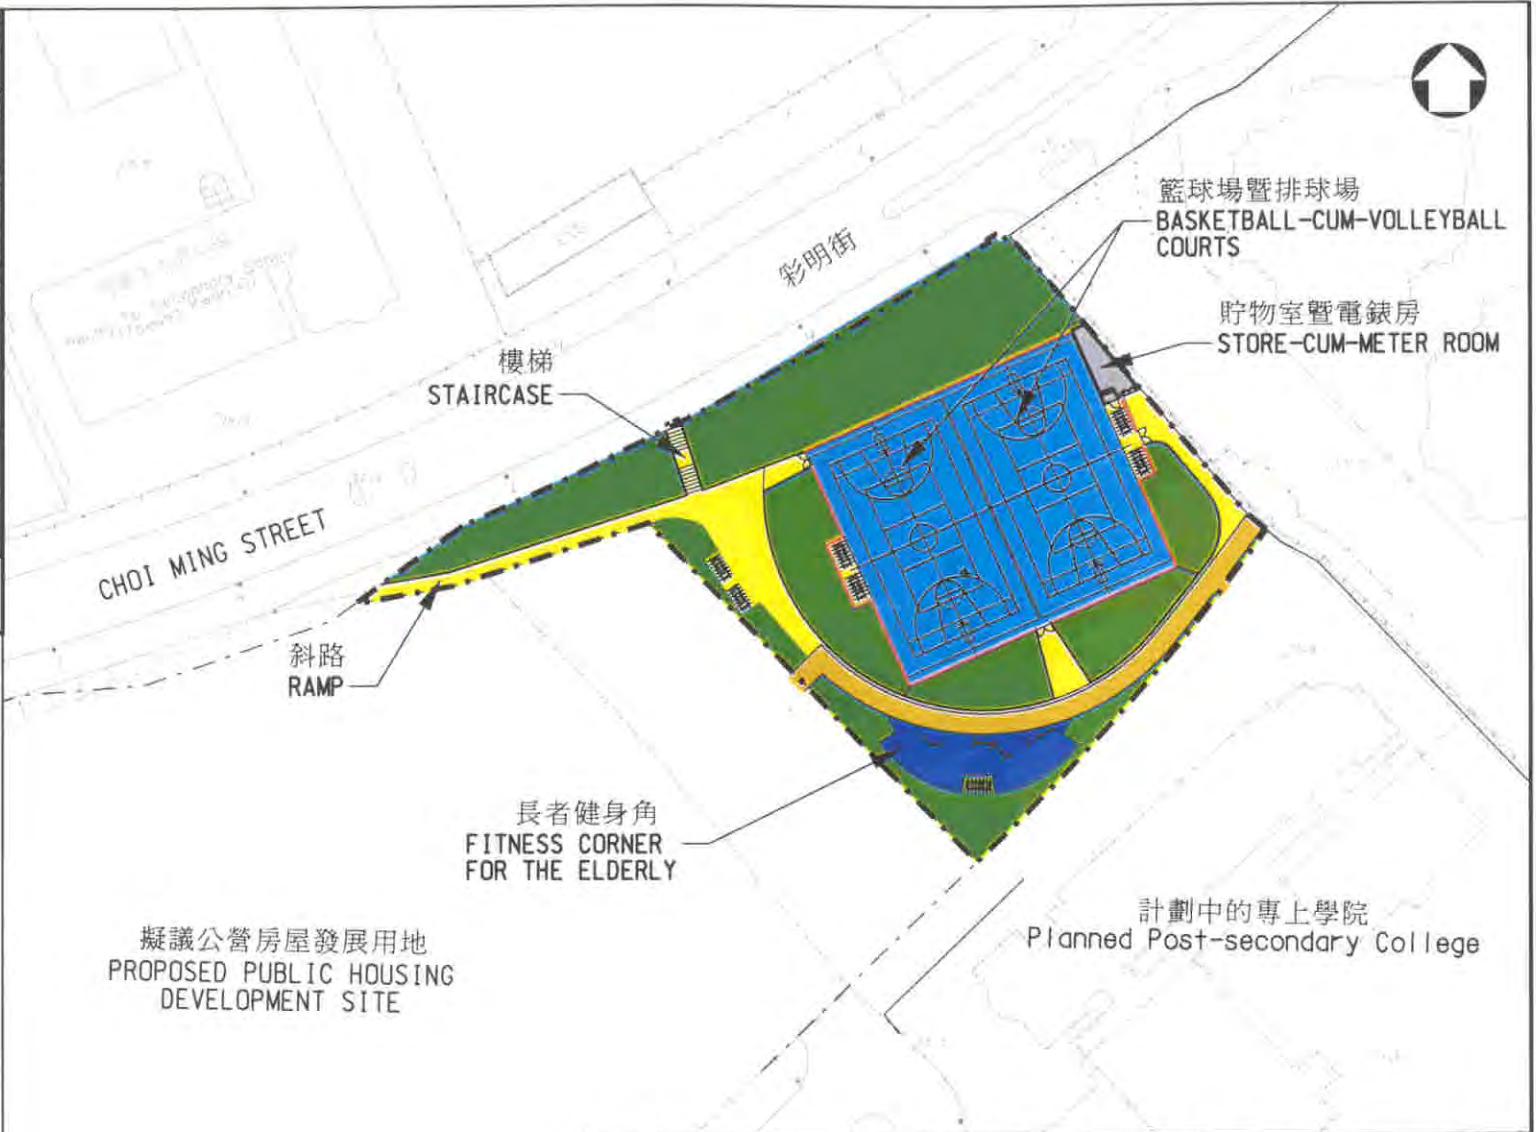 籃球場暨排球場
BASKETBALL-CUM-VOLLEYBALL
COURTS
彩明街
貯物室暨電錶房
STORE-CUM-METER ROOM
樓梯
STAIRCASE
CHOI MING STREET
斜路
RAMP
長者健身角
FITNESS CORNER
FOR THE ELDERLY
計劃中的專上學院
Planned Post-secondary College
擬議公營房屋發展用地
PROPOSED PUBLIC HOUSING
DEVELOPMENT SITE